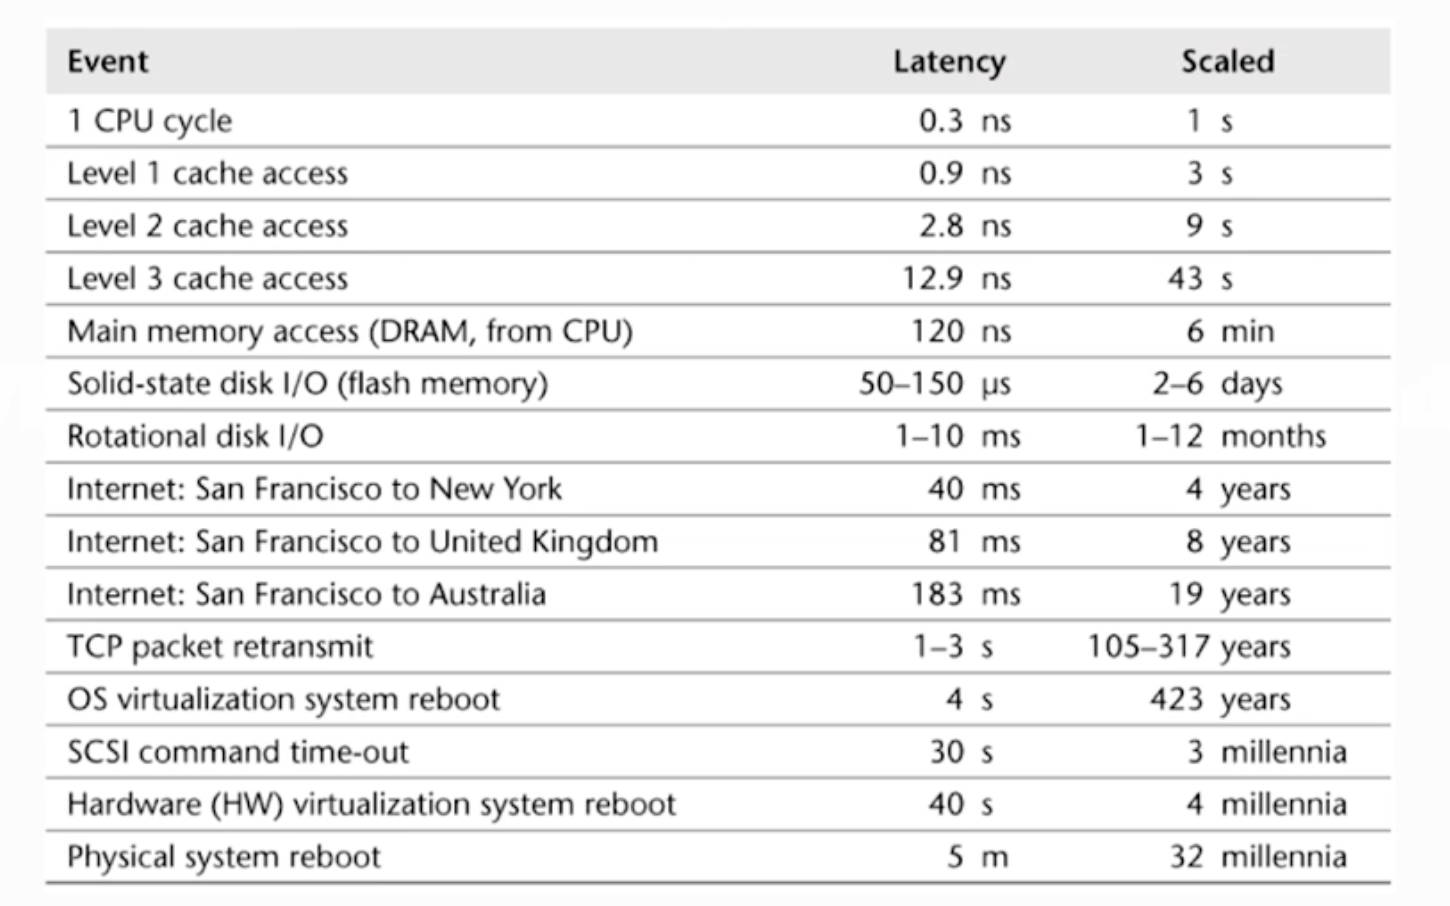 Event Latency Scaled
1 CPU cycle 0.3 ns 1 s
Level 1 cache access 0.9 ns 3 s
Level 2 cache access 2.8 ns 9 s
Level 3 cache access 12.9 ns 43 s
Main memory access (DRAM, from CPU) 120 ns 6 min
Solid-state disk I/O (flash memory) 50–150 μs 2–6 days
Rotational disk I/O 1–10 ms 1–12 months
Internet: San Francisco to New York 40 ms 4 years
Internet: San Francisco to United Kingdom 81 ms 8 years
Internet: San Francisco to Australia 183 ms 19 years
TCP packet retransmit 1–3 s 105–317 years
OS virtualization system reboot 4 s 423 years
SCSI command time-out 30 s 3 millennia
Hardware (HW) virtualization system reboot 40 s 4 millennia
Physical system reboot 5 m 32 millennia